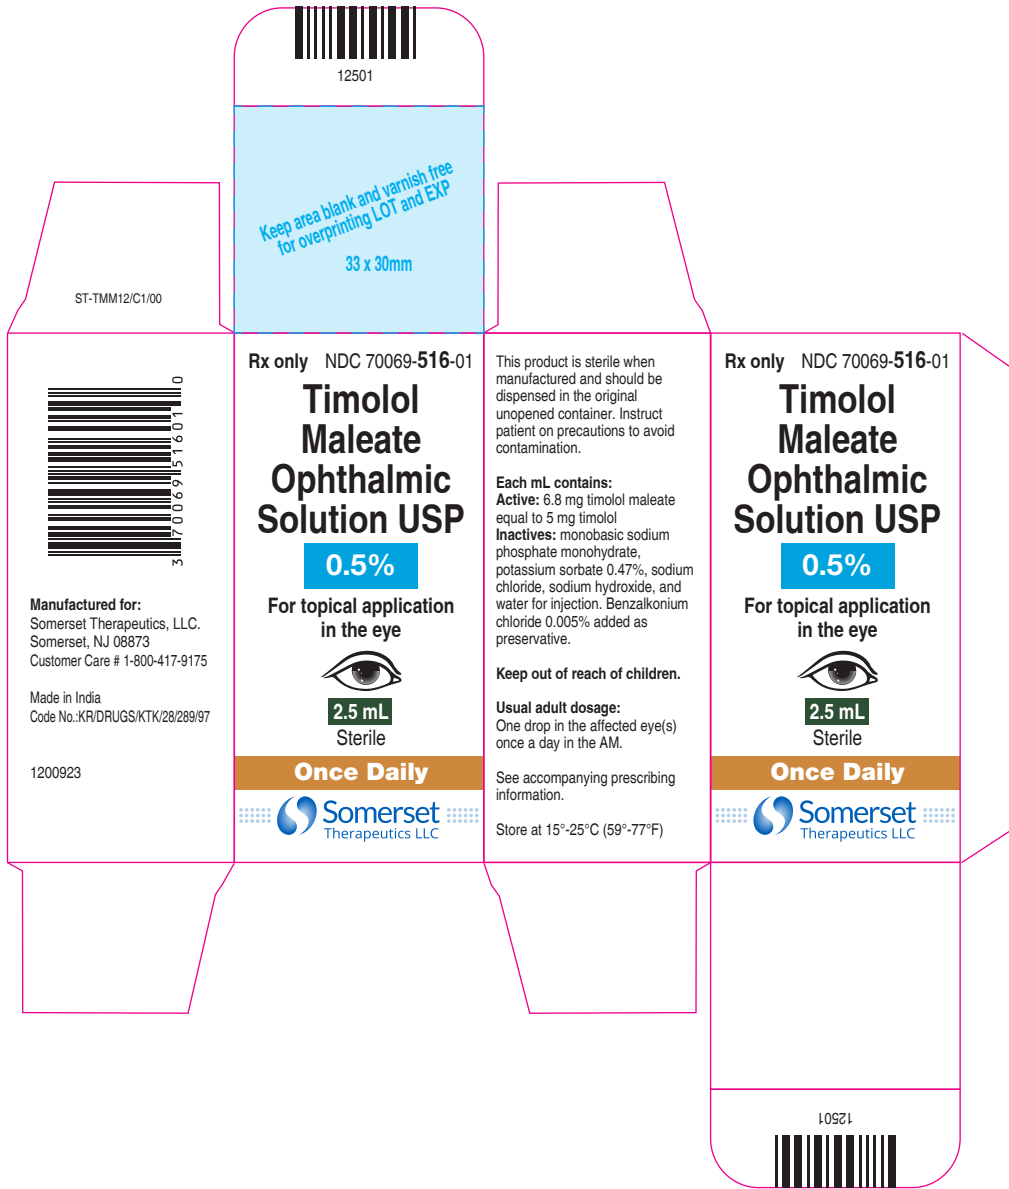 12501
Keep area blank and varnish free
for overprinting LOT and EXP
33 x 30mm
ST-TMM12/C1/00
3 70069 51601 0
Manufactured for:
Somerset Therapeutics, LLC.
Somerset, NJ 08873
Customer Care # 1-800-417-9175
Made in India
Code No.:KR/DRUGS/KTK/28/289/97
1200923
Rx only NDC 70069-516-01
Timolol
Maleate
Ophthalmic
Solution USP
0.5%
For topical application
in the eye
2.5 mL
Sterile
Once Daily
Somerset
Therapeutics LLC
This product is sterile when
manufactured and should be
dispensed in the original
unopened container. Instruct
patient on precautions to avoid
contamination.
Each mL contains:
Active: 6.8 mg timolol maleate
equal to 5 mg timolol
Inactives: monobasic sodium
phosphate monohydrate,
potassium sorbate 0.47%, sodium
chloride, sodium hydroxide, and
water for injection. Benzalkonium
chloride 0.005% added as
preservative.
Keep out of reach of children.
Usual adult dosage:
One drop in the affected eye(s)
once a day in the AM.
See accompanying prescribing
information.
Store at 15°-25°C (59°-77°F)
Rx only NDC 70069-516-01
Timolol
Maleate
Ophthalmic
Solution USP
0.5%
For topical application
in the eye
2.5 mL
Sterile
Once Daily
Somerset
Therapeutics LLC
12501